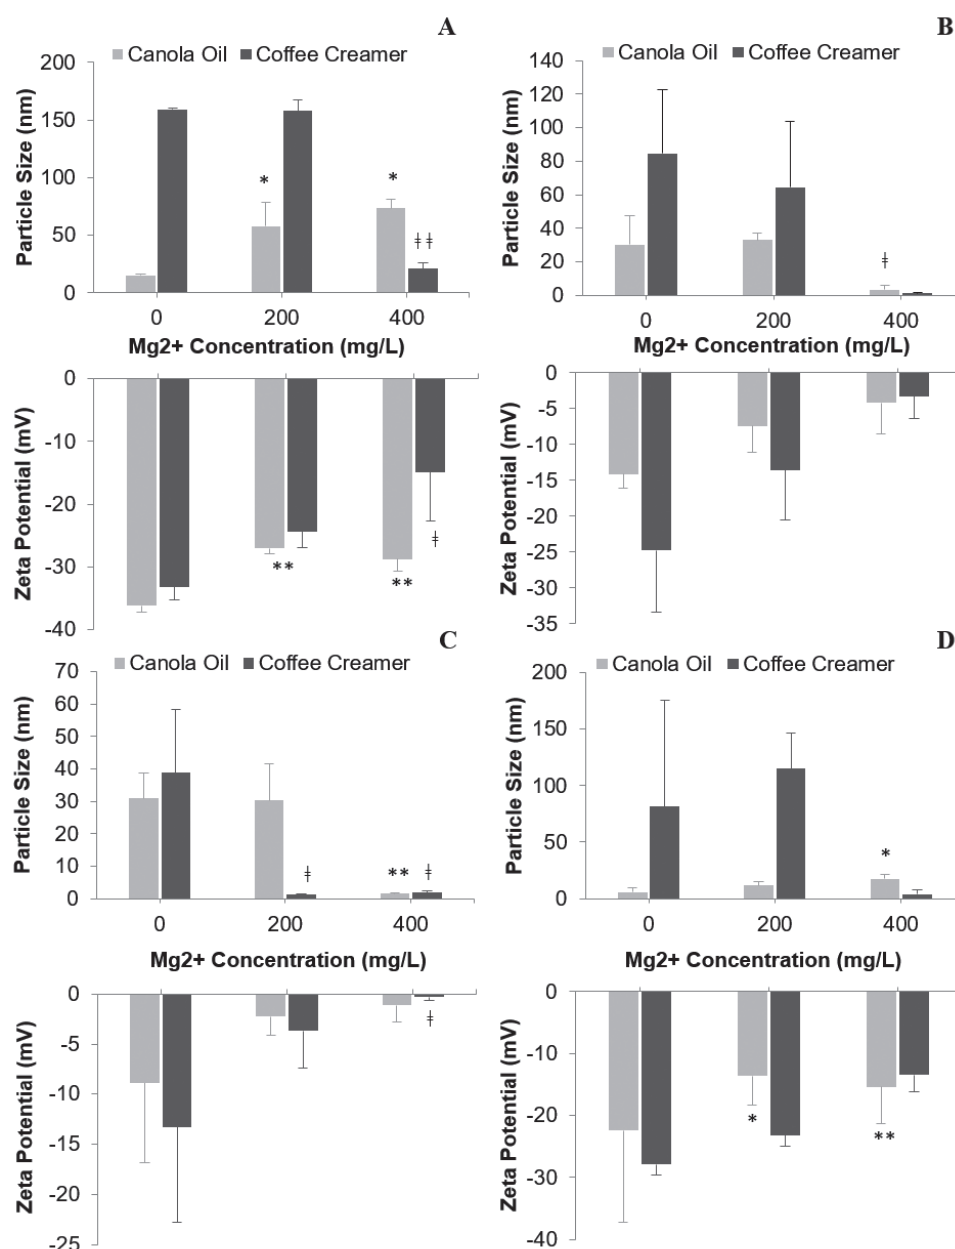 A
Canola Oil Coffee Creamer
Particle Size (nm)
200
150
100
50
0
*
*
ǂǂ
0 200 400
Mg2+ Concentration (mg/L)
Zeta Potential (mV)
0
-10
-20
-30
-40
**
**
ǂ
B
Canola Oil Coffee Creamer
Particle Size (nm)
140
120
100
80
60
40
20
0
ǂ
0 200 400
Mg2+ Concentration (mg/L)
Zeta Potential (mV)
0
-5
-10
-15
-20
-25
-30
-35
C
Canola Oil Coffee Creamer
Particle Size (nm)
70
60
50
40
30
20
10
0
ǂ
**
ǂ
0 200 400
Mg2+ Concentration (mg/L)
Zeta Potential (mV)
0
-5
-10
-15
-20
-25
ǂ
D
Canola Oil Coffee Creamer
Particle Size (nm)
200
150
100
50
0
*
0 200 400
Mg2+ Concentration (mg/L)
Zeta Potential (mV)
0
-10
-20
-30
-40
*
**